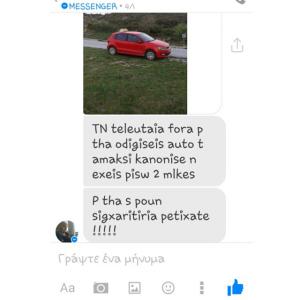 MESSENGER • 4Λ
TN teleutaia fora p
tha odigiseis auto t
amaksi kanonise n
exeis pisw 2 mlkes
P tha s poun
sigxaritiria petixate
!!!!!
Γράψτε ένα μήνυμα
Aa